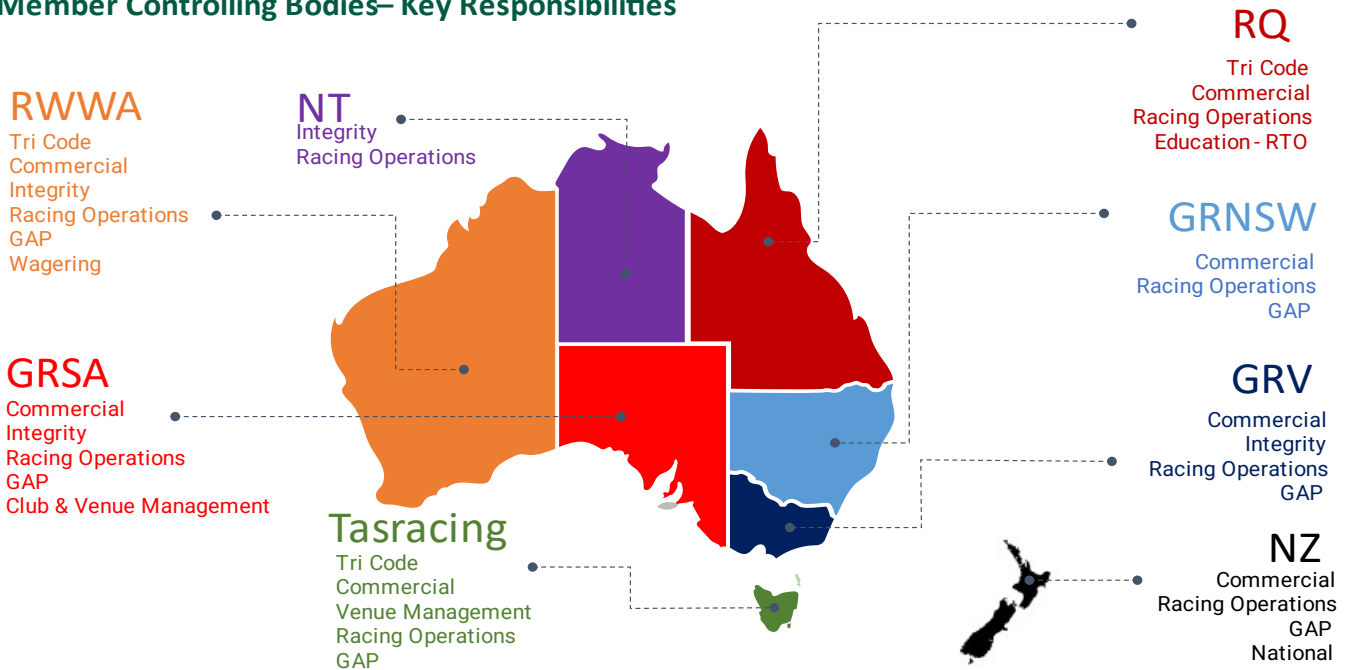 Member Controlling Bodies– Key Responsibilities
RWWA
Tri Code
Commercial
Integrity
Racing Operations
GAP
Wagering
NT
Integrity
Racing Operations
RQ
Tri Code
Commercial
Racing Operations
Education - RTO
GRNSW
Commercial
Racing Operations
GAP
GRSA
Commercial
Integrity
Racing Operations
GAP
Club & Venue Management
GRV
Commercial
Integrity
Racing Operations
GAP
Tasracing
Tri Code
Commercial
Venue Management
Racing Operations
GAP
NZ
Commercial
Racing Operations
GAP
National